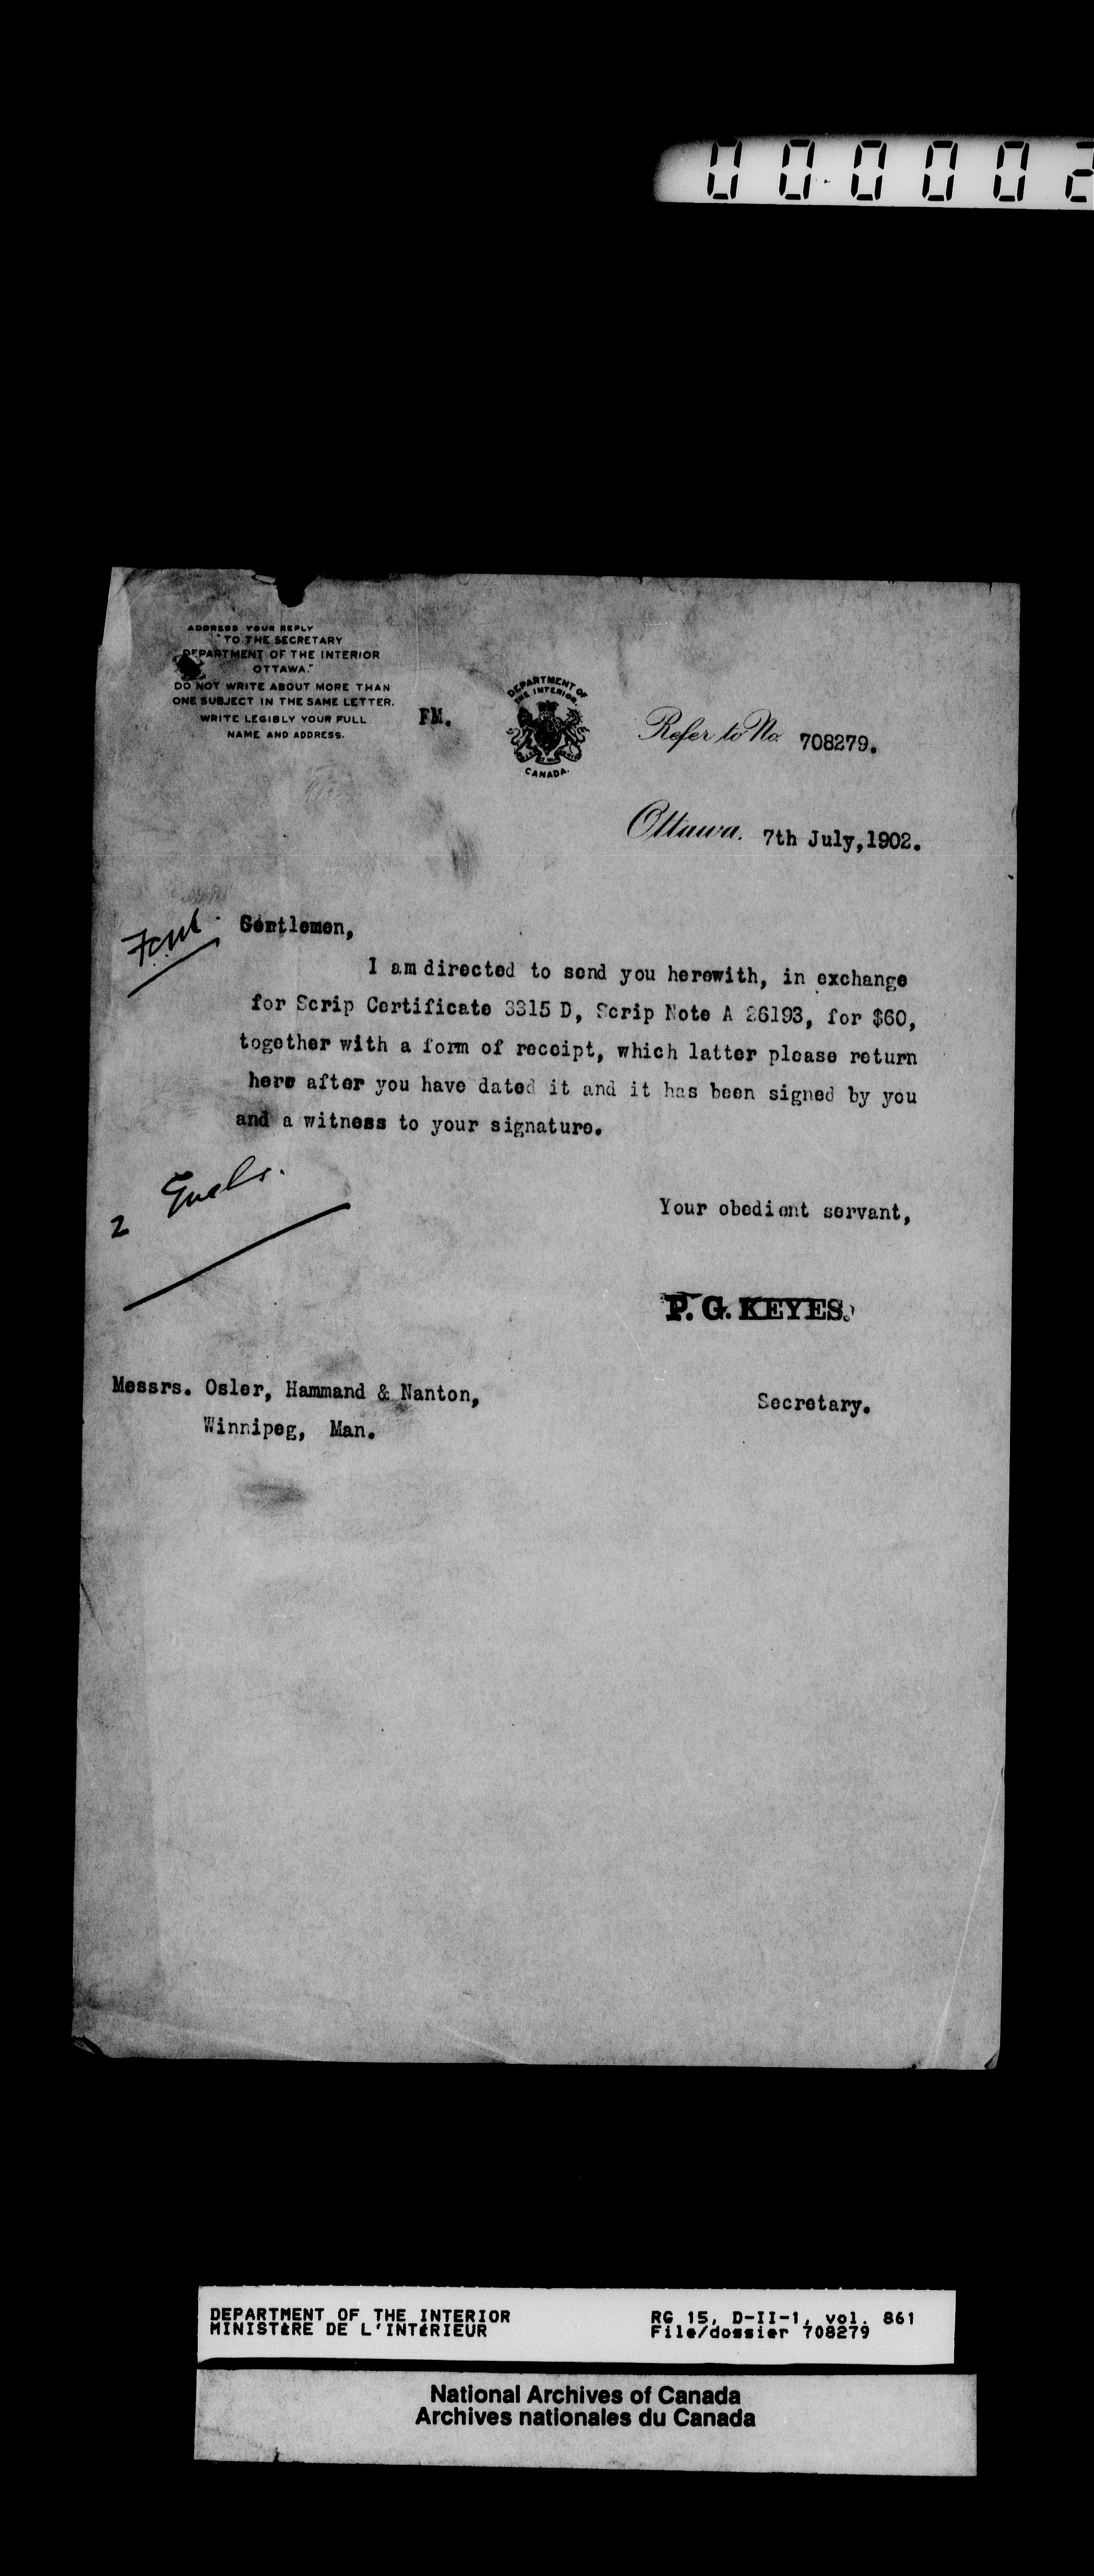 000002
ADDRESS YOUR REPLY
"TO THE SECRETARY
DEPARTMENT OF THE INTERIOR
OTTAWA."
DO NOT WRITE ABOUT MORE THAN
ONE SUBJECT IN THE SAME LETTER.
WRITE LEGIBLY YOUR FULL
NAME AND ADDRESS.
FM.
DEPARTMENT OF
THE INTERIOR.
CANADA.
Refer to No. 708279.
Ottawa. 7th July, 1902.
Gentlemen,
I am directed to send you herewith, in exchange
for Scrip Certificate 3315 D, Scrip Note A 26193, for $60,
together with a form of receipt, which latter please return
here after you have dated it and it has been signed by you
and a witness to your signature.
2 Encls.
Your obedient servant,
P. G. KEYES.
Secretary.
Messrs. Osler, Hammand & Nanton,
Winnipeg, Man.
DEPARTMENT OF THE INTERIOR
MINISTÈRE DE L'INTÉRIEUR
RG 15, D-II-1, vol. 861
File/dossier 708279
National Archives of Canada
Archives nationales du Canada